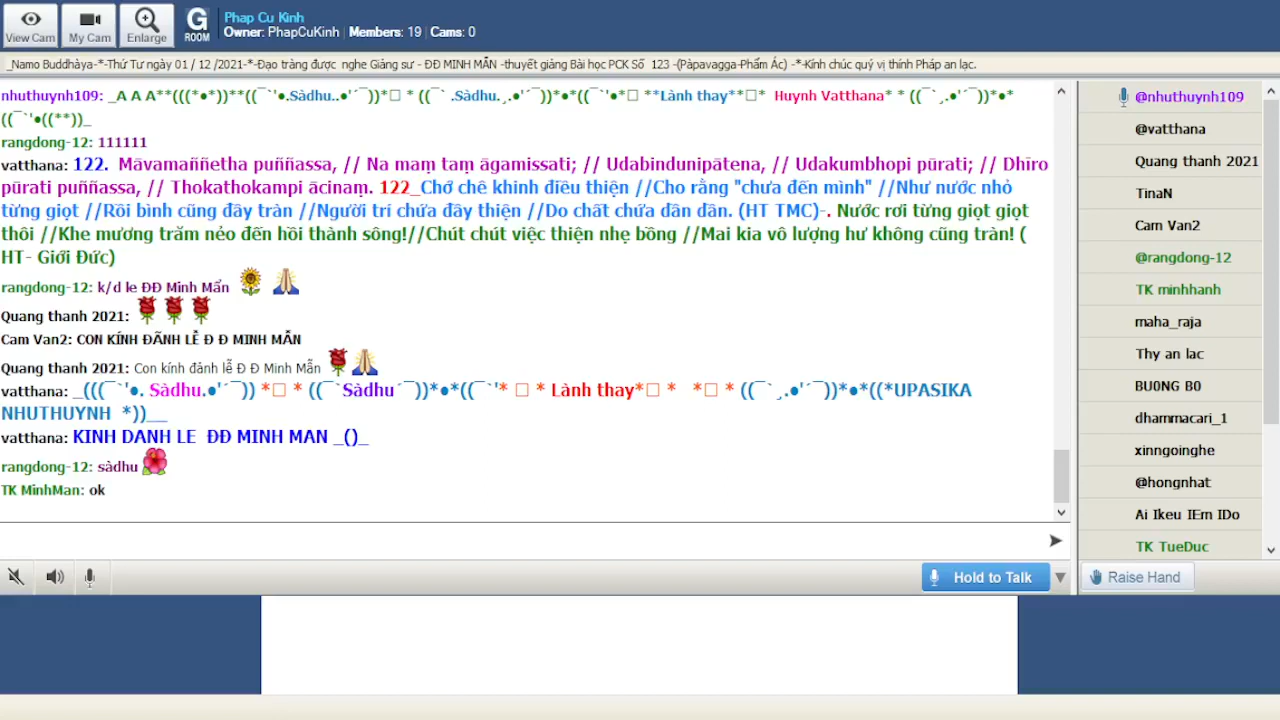 View Cam
My Cam
Enlarge
G
ROOM
Phap Cu Kinh
Owner: PhapCuKinh | Members: 19 | Cams: 0
_Namo Buddhàya-*-Thứ Tư ngày 01 / 12 /2021-*-Đạo tràng được nghe Giảng sư - ĐĐ MINH MẪN -thuyết giảng Bài học PCK Số 123 -(Pàpavagga-Phẩm Ác) -*-Kính chúc quý vị thính Pháp an lạc.
nhuthuynh109: _A A A**(((*•*))**((¯`'•.Sàdhu..•'´¯))*□ * ((¯` .Sàdhu.¸.•'´¯))*•*((¯`'•*□ **Lành thay**□* Huynh Vatthana* * ((¯`¸.•'´¯))*•*
((¯`'•((**))_
rangdong-12: 111111
vatthana: 122. Māvamaññetha puññassa, // Na maṃ taṃ āgamissati; // Udabindunipātena, // Udakumbhopi pūrati; // Dhīro
pūrati puññassa, // Thokathokampi ācinaṃ. 122_Chớ chê khinh điều thiện //Cho rằng "chưa đến mình" //Như nước nhỏ
từng giọt //Rồi bình cũng đầy tràn //Người trí chứa đầy thiện //Do chất chứa dần dần. (HT TMC)-. Nước rơi từng giọt giọt
thôi //Khe mương trăm nẻo đến hồi thành sông!//Chút chút việc thiện nhẹ bồng //Mai kia vô lượng hư không cũng tràn! (
HT- Giới Đức)
rangdong-12: k/d le ĐĐ Minh Mẩn
Quang thanh 2021:
Cam Van2: CON KÍNH ĐÃNH LỄ Đ Đ MINH MẪN
Quang thanh 2021: Con kính đảnh lễ Đ Đ Minh Mẫn
vatthana: _(((¯`'•. Sàdhu.•'´¯)) *□ * ((¯`Sàdhu´¯))*•*((¯`'* □ * Lành thay*□ * *□ * ((¯`¸.•'´¯))*•*((*UPASIKA
NHUTHUYNH *))__
vatthana: KINH DANH LE ĐĐ MINH MAN _()_
rangdong-12: sàdhu
TK MinhMan: ok
@nhuthuynh109
@vatthana
Quang thanh 2021
TinaN
Cam Van2
@rangdong-12
TK minhhanh
maha_raja
Thy an lac
BU0NG B0
dhammacari_1
xinngoinghe
@hongnhat
Ai Ikeu IEm IDo
TK TueDuc
Hold to Talk
Raise Hand